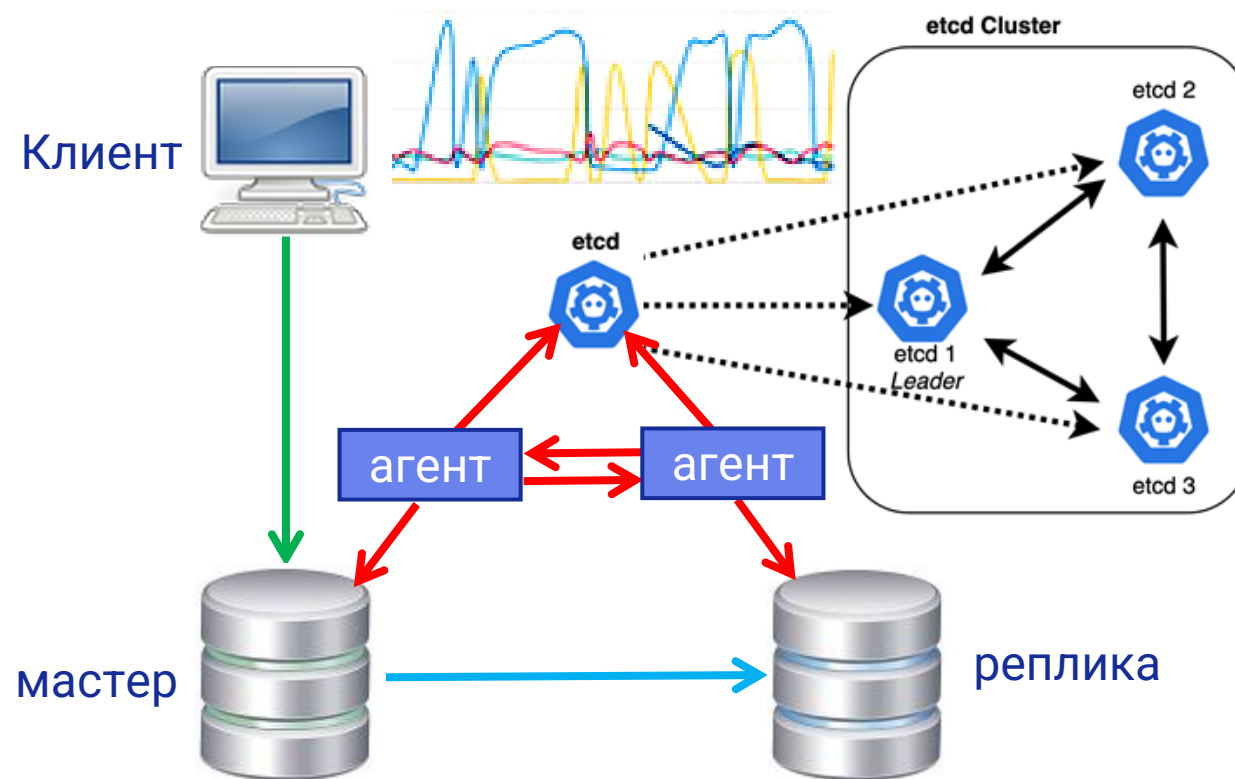 etcd Cluster
etcd 2
Клиент
etcd
etcd 1
Leader
агент
агент
etcd 3
мастер
реплика